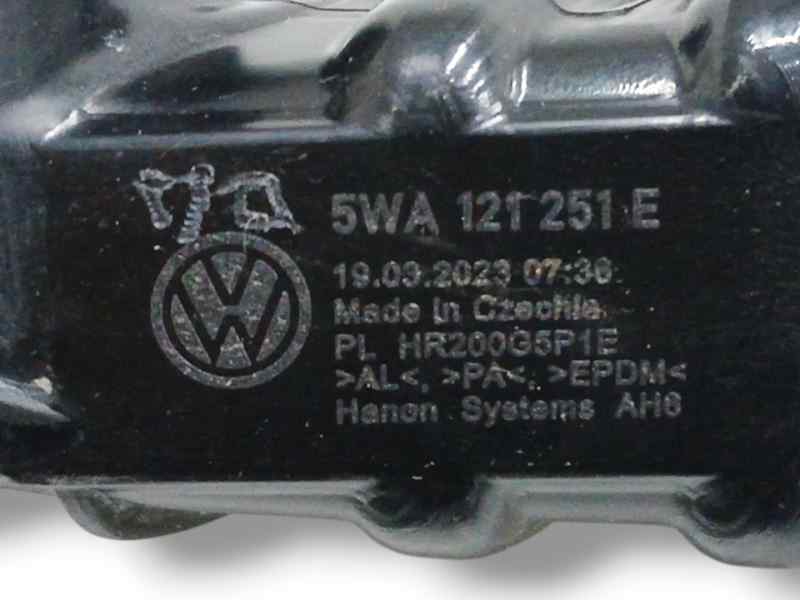 5WA 121 251 E
19.09.2023 07:36
Made in Czechia
PL HR200G5P1E
>AL<, >PA<, >EPDM<
Hanon Systems AH6